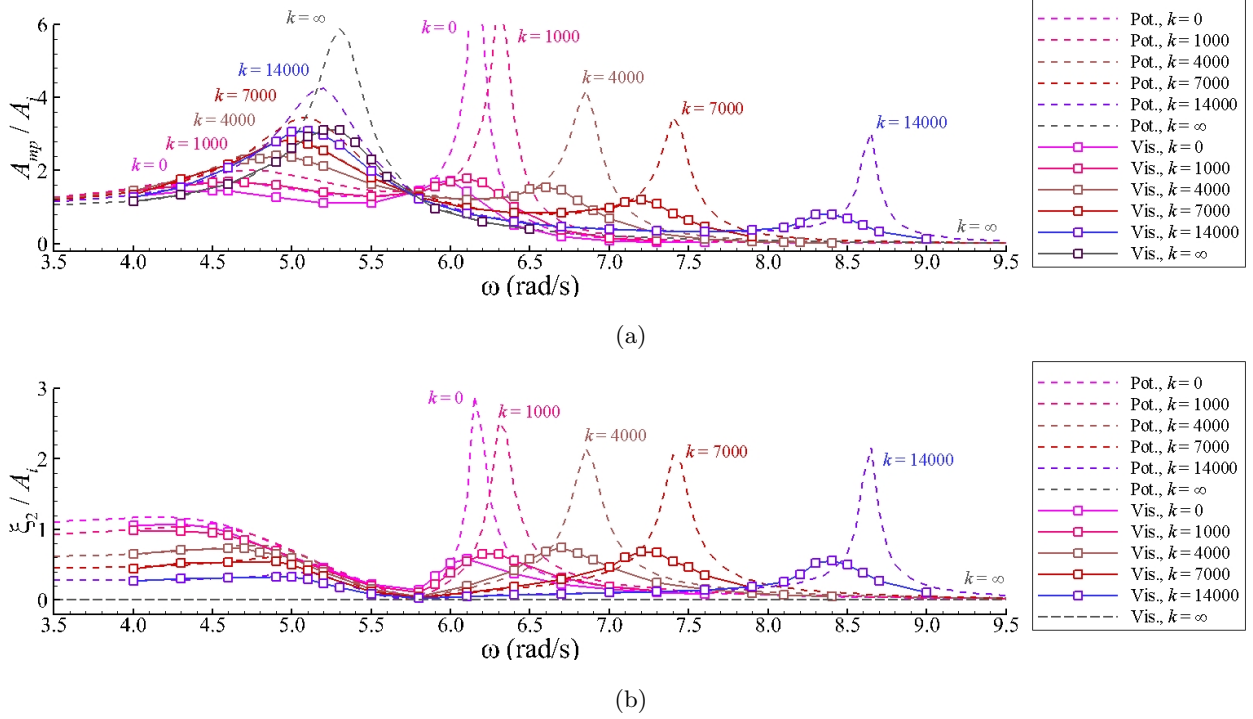 6
4
2
0
A_mp / A_i
k = ∞
k = 14000
k = 7000
k = 4000
k = 1000
k = 0
k = 0
k = 1000
k = 4000
k = 7000
k = 14000
k = ∞
3.5 4.0 4.5 5.0 5.5 6.0 6.5 7.0 7.5 8.0 8.5 9.0 9.5
ω (rad/s)
Pot., k = 0
Pot., k = 1000
Pot., k = 4000
Pot., k = 7000
Pot., k = 14000
Pot., k = ∞
Vis., k = 0
Vis., k = 1000
Vis., k = 4000
Vis., k = 7000
Vis., k = 14000
Vis., k = ∞
(a)
3
2
1
0
ξ_2 / A_i
k = 0
k = 1000
k = 4000
k = 7000
k = 14000
k = ∞
3.5 4.0 4.5 5.0 5.5 6.0 6.5 7.0 7.5 8.0 8.5 9.0 9.5
ω (rad/s)
Pot., k = 0
Pot., k = 1000
Pot., k = 4000
Pot., k = 7000
Pot., k = 14000
Pot., k = ∞
Vis., k = 0
Vis., k = 1000
Vis., k = 4000
Vis., k = 7000
Vis., k = 14000
Vis., k = ∞
(b)